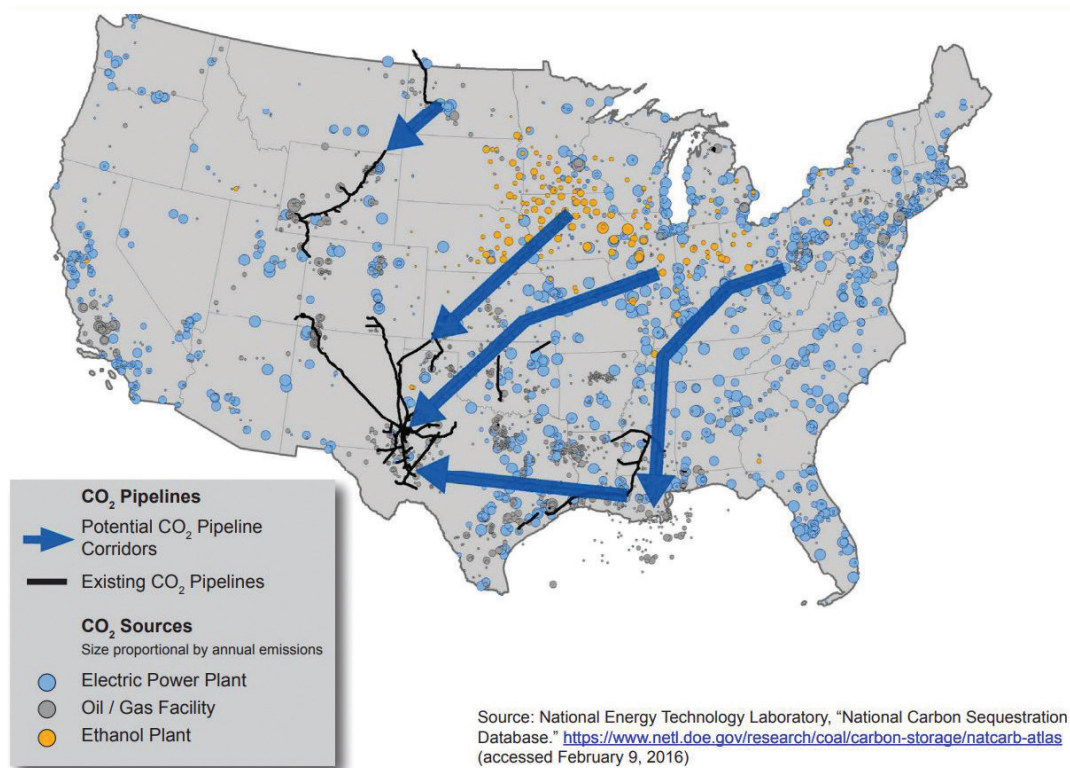 CO₂ Pipelines
Potential CO₂ Pipeline
Corridors
Existing CO₂ Pipelines
CO₂ Sources
Size proportional by annual emissions
Electric Power Plant
Oil / Gas Facility
Ethanol Plant
Source: National Energy Technology Laboratory, “National Carbon Sequestration
Database.” https://www.netl.doe.gov/research/coal/carbon-storage/natcarb-atlas
(accessed February 9, 2016)